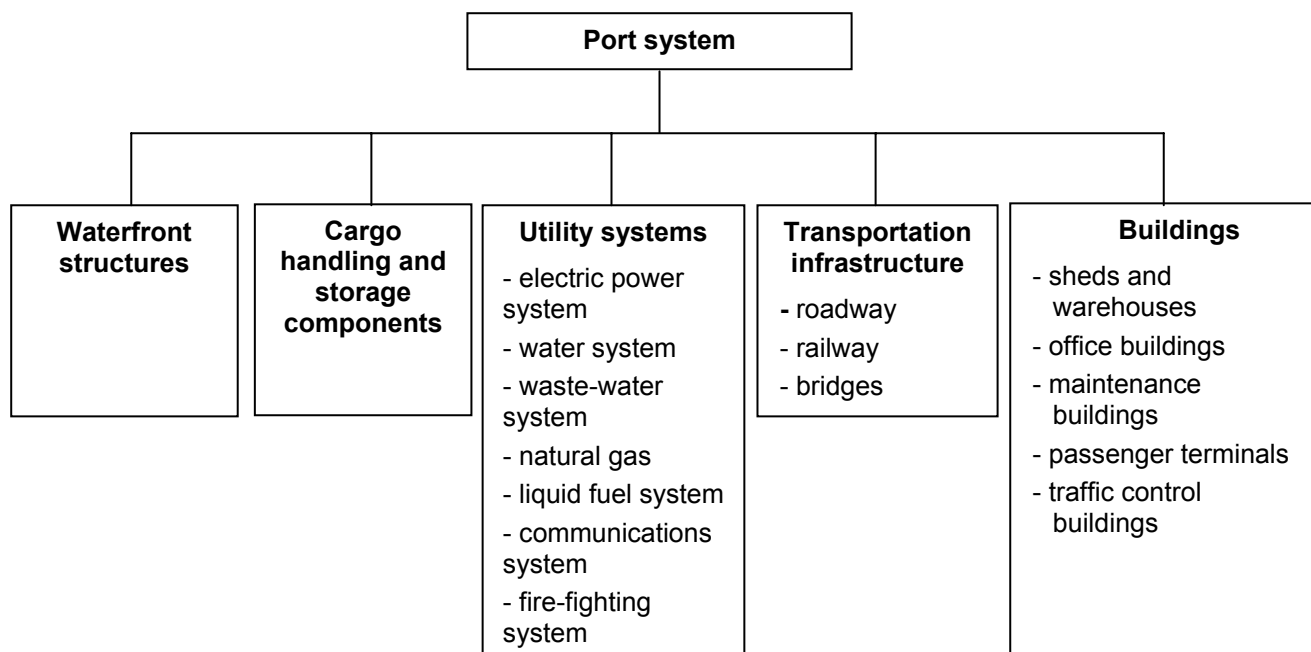 Port system
Waterfront
structures
Cargo
handling and
storage
components
Utility systems
- electric power
system
- water system
- waste-water
system
- natural gas
- liquid fuel system
- communications
system
- fire-fighting
system
Transportation
infrastructure
- roadway
- railway
- bridges
Buildings
- sheds and
warehouses
- office buildings
- maintenance
buildings
- passenger terminals
- traffic control
buildings